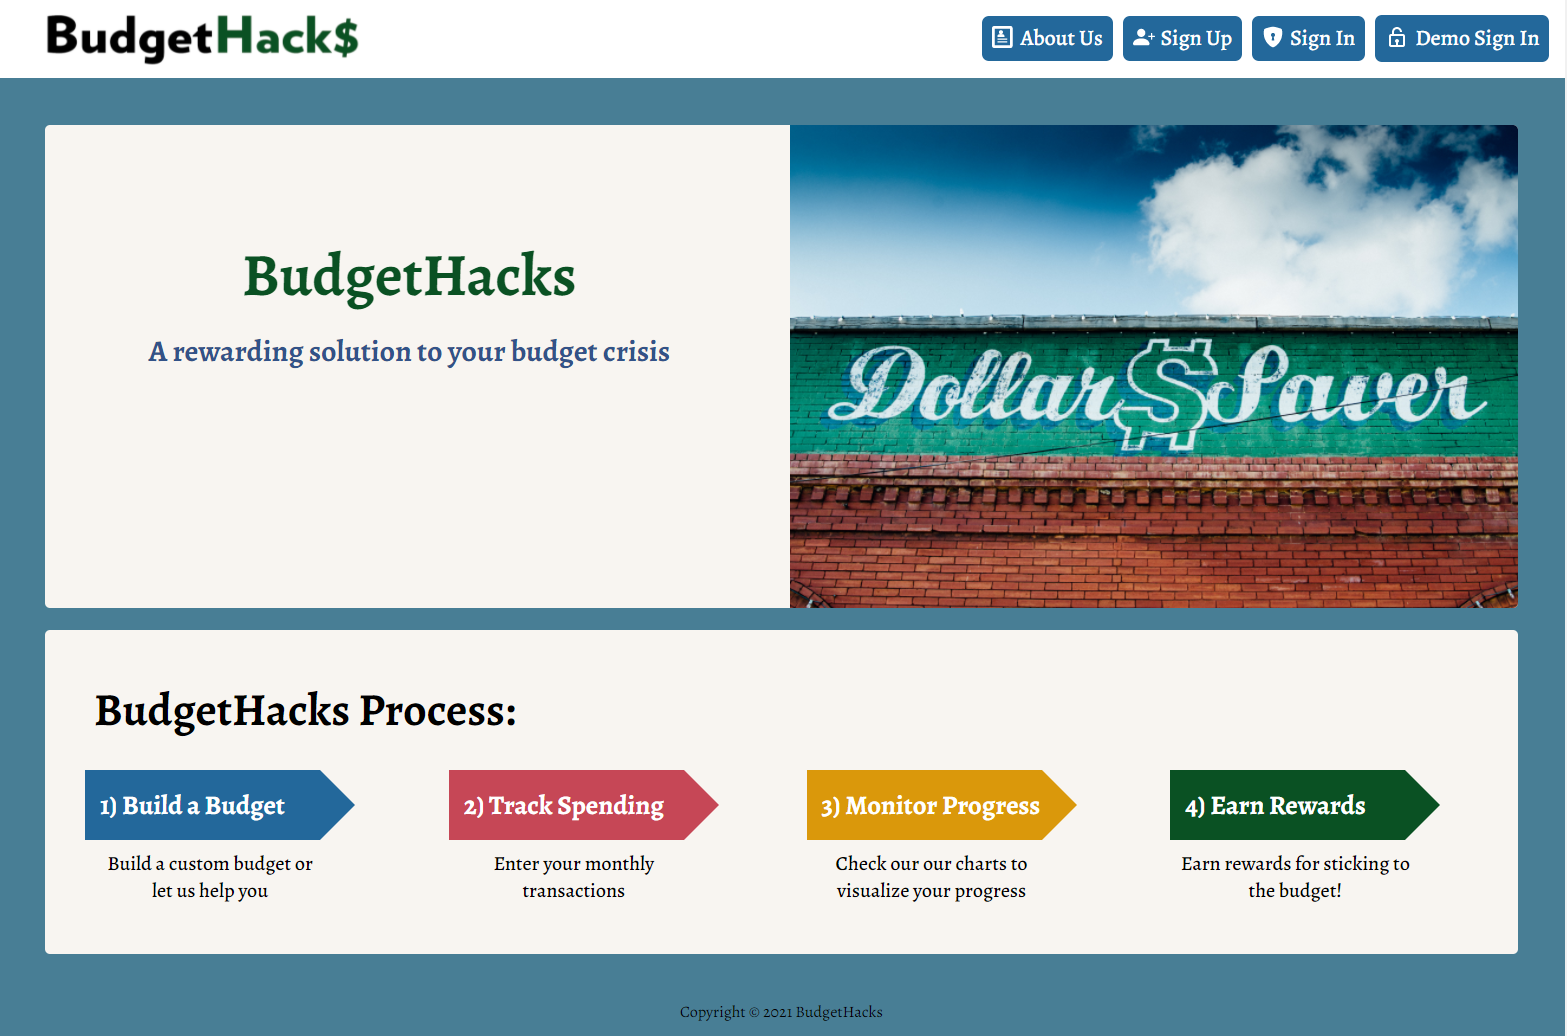 BudgetHack$
About Us
Sign Up
Sign In
Demo Sign In
BudgetHacks
A rewarding solution to your budget crisis
Dollar $ Saver
BudgetHacks Process:
1) Build a Budget
Build a custom budget or
let us help you
2) Track Spending
Enter your monthly
transactions
3) Monitor Progress
Check our our charts to
visualize your progress
4) Earn Rewards
Earn rewards for sticking to
the budget!
Copyright © 2021 BudgetHacks